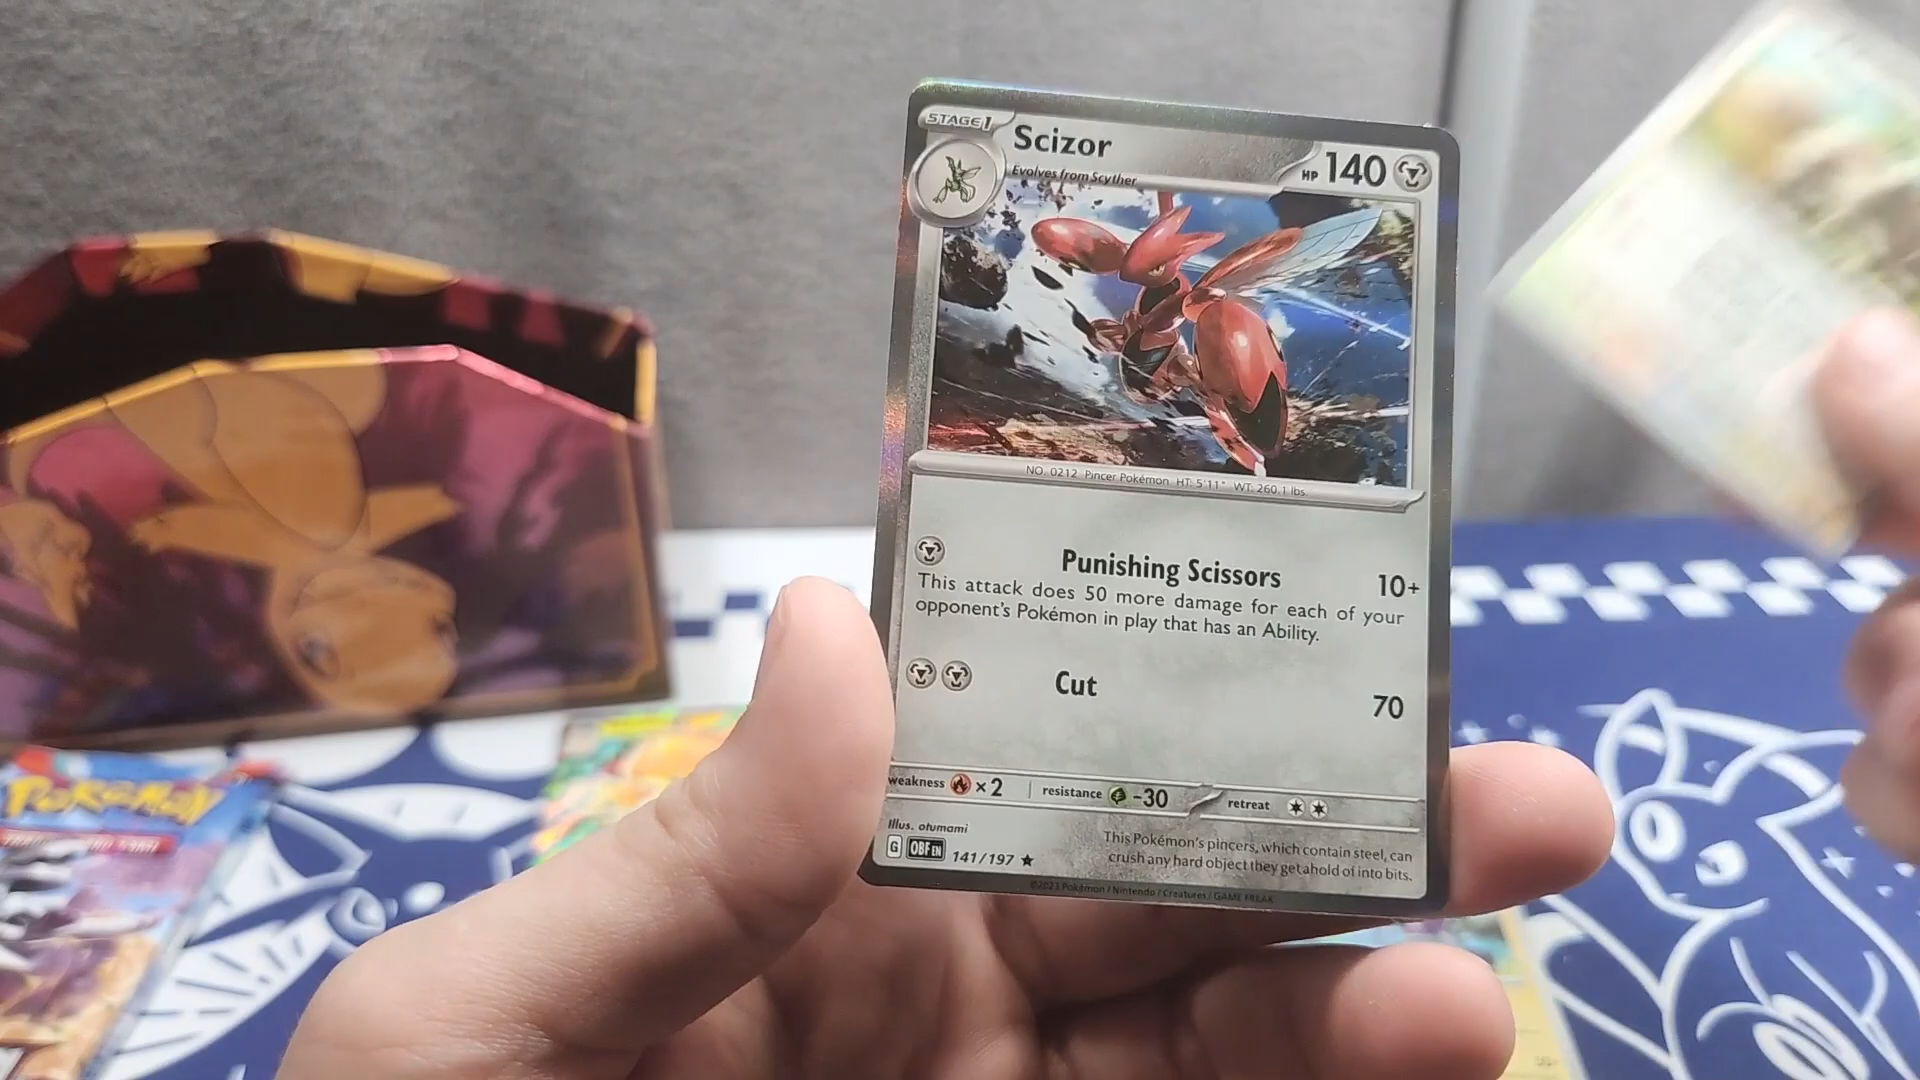 STAGE 1
Scizor
HP 140
Evolves from Scyther
NO. 0212 Pincer Pokémon HT: 5'11" WT: 260.1 lbs.
Punishing Scissors 10+
This attack does 50 more damage for each of your
opponent's Pokémon in play that has an Ability.
Cut 70
weakness ×2 resistance -30 retreat
Illus. otumami
This Pokémon's pincers, which contain steel, can
crush any hard object they get ahold of into bits.
G OBF EN 141/197
©2023 Pokémon / Nintendo / Creatures / GAME FREAK
POKéMON